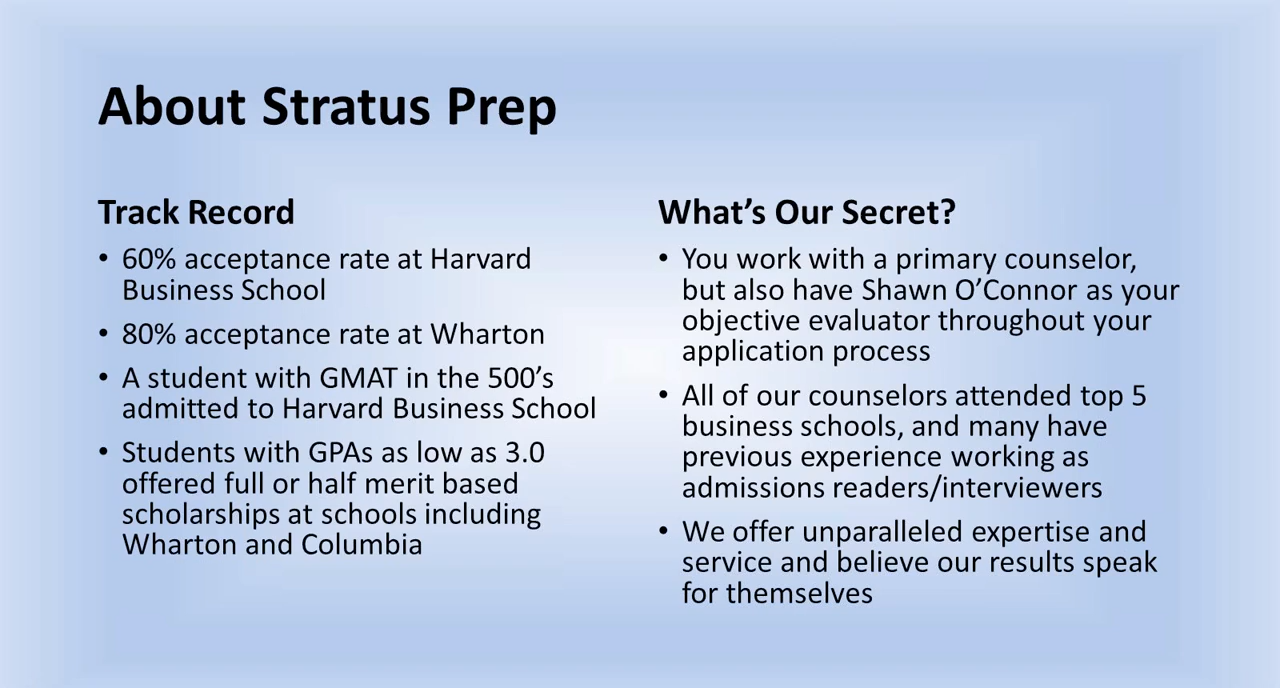 About Stratus Prep
Track Record
• 60% acceptance rate at Harvard
Business School
• 80% acceptance rate at Wharton
• A student with GMAT in the 500’s
admitted to Harvard Business School
• Students with GPAs as low as 3.0
offered full or half merit based
scholarships at schools including
Wharton and Columbia
What’s Our Secret?
• You work with a primary counselor,
but also have Shawn O’Connor as your
objective evaluator throughout your
application process
• All of our counselors attended top 5
business schools, and many have
previous experience working as
admissions readers/interviewers
• We offer unparalleled expertise and
service and believe our results speak
for themselves